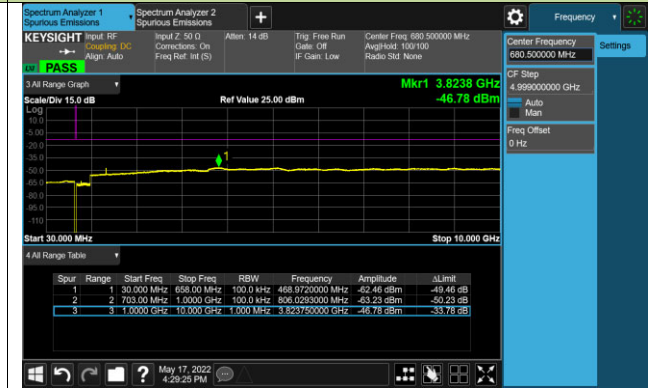 Spectrum Analyzer 1
Spurious Emissions
Spectrum Analyzer 2
Spurious Emissions
+
Frequency
KEYSIGHT
Input: RF
Coupling: DC
Align: Auto
Input Z: 50 Ω
Corrections: On
Freq Ref: Int (S)
Atten: 14 dB
Trig: Free Run
Gate: Off
IF Gain: Low
Center Freq: 680.500000 MHz
Avg|Hold: 100/100
Radio Std: None
PASS
Center Frequency
680.500000 MHz
Settings
CF Step
4.999000000 GHz
Auto
Man
Freq Offset
0 Hz
3 All Range Graph
Mkr1 3.8238 GHz
Scale/Div 15.0 dB
Ref Value 25.00 dBm
-46.78 dBm
Log
10.0
-5.00
-20.0
-35.0
-50.0
-65.0
-80.0
-95.0
-110
1
Start 30.000 MHz
Stop 10.000 GHz
4 All Range Table
Spur Range Start Freq Stop Freq RBW Frequency Amplitude ΔLimit
1 1 30.000 MHz 658.00 MHz 100.0 kHz 468.9720000 MHz -62.46 dBm -49.46 dB
2 2 703.00 MHz 1.0000 GHz 100.0 kHz 806.0293000 MHz -63.23 dBm -50.23 dB
3 3 1.0000 GHz 10.000 GHz 1.000 MHz 3.823750000 GHz -46.78 dBm -33.78 dB
?
May 17, 2022
4:29:25 PM